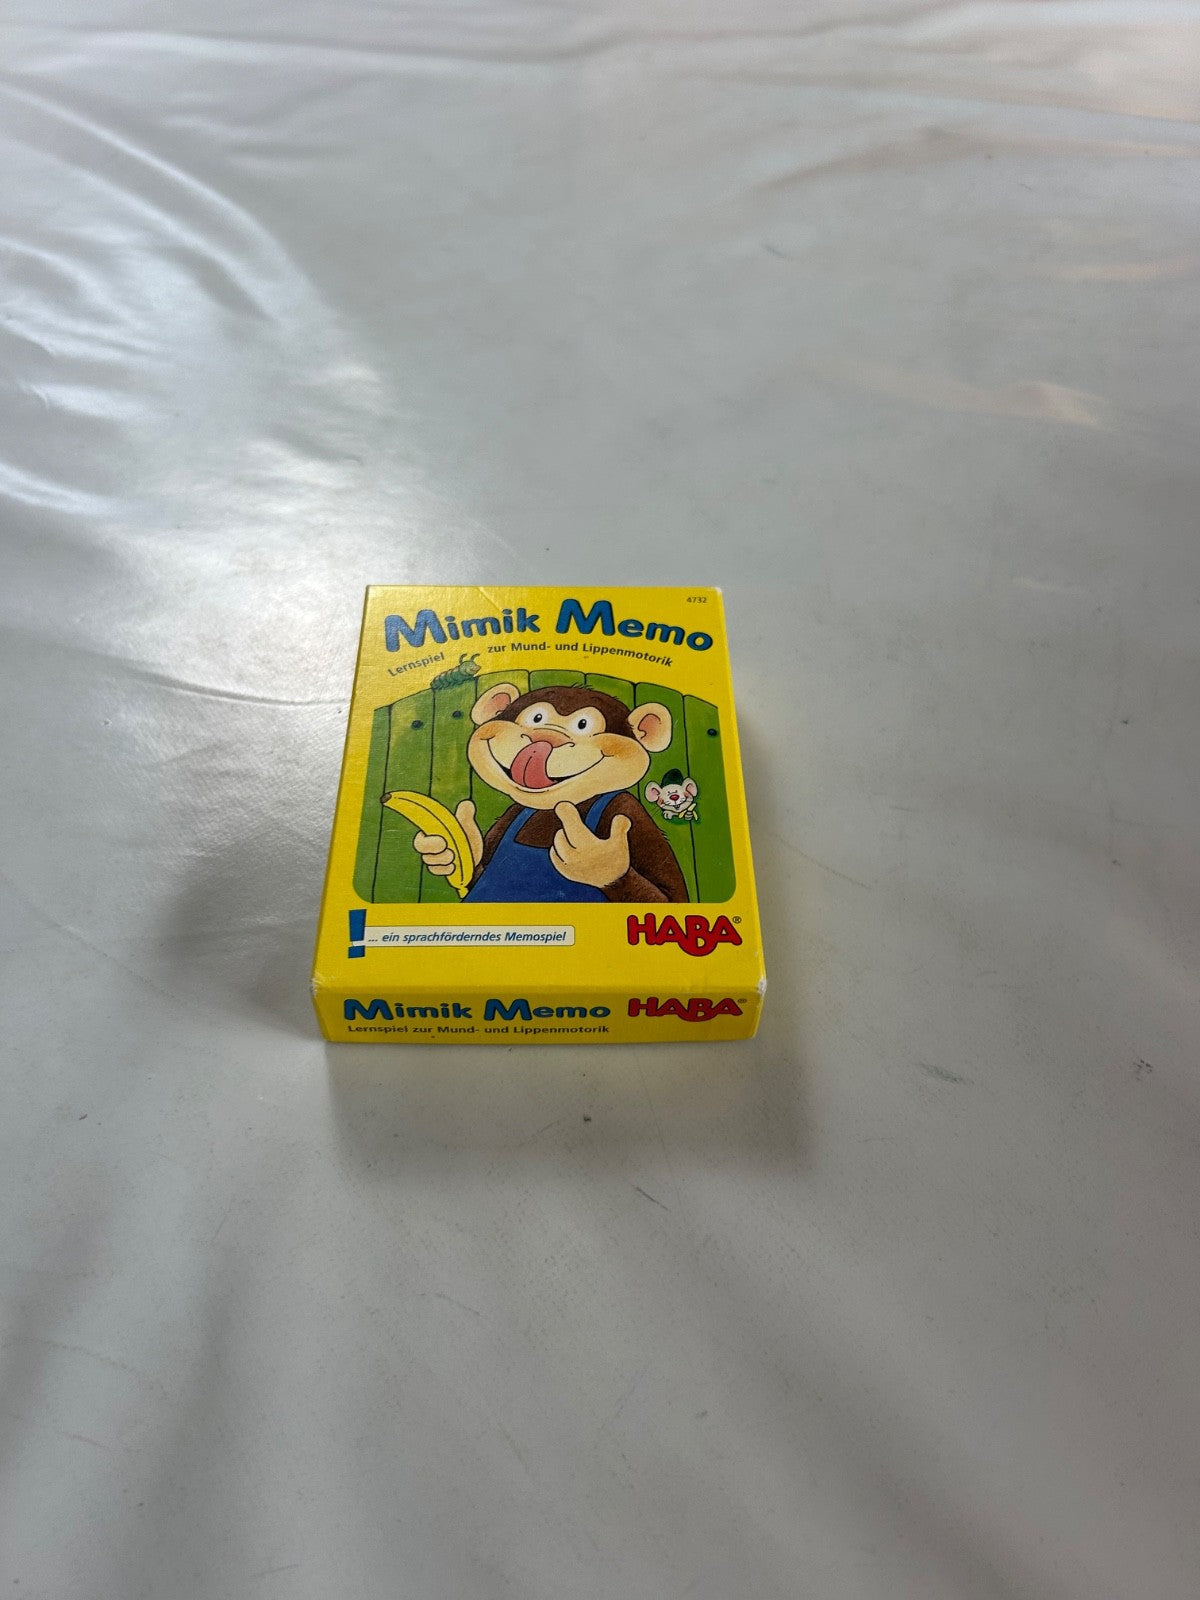 4732
Mimik Memo
Lernspiel zur Mund- und Lippenmotorik
! ... ein sprachförderndes Memospiel
HABA®
Mimik Memo HABA®
Lernspiel zur Mund- und Lippenmotorik